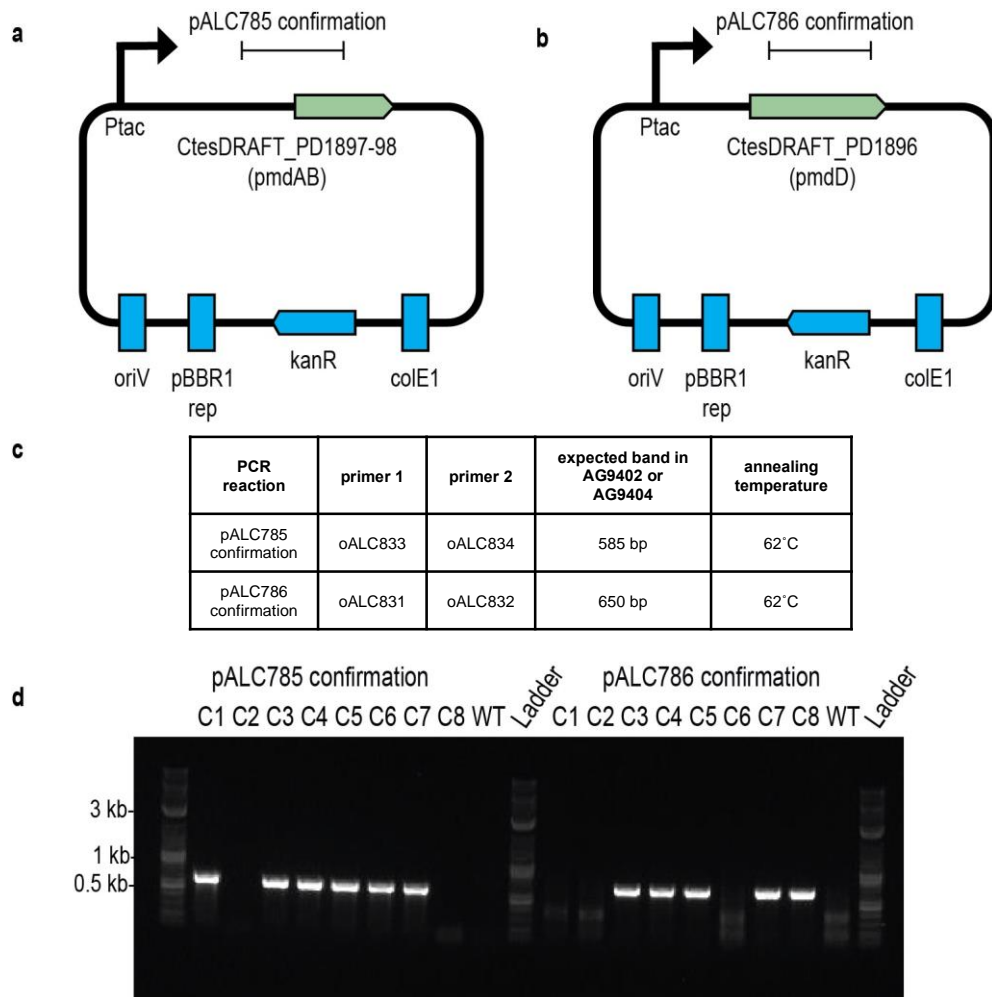 a
pALC785 confirmation
Ptac
CtesDRAFT_PD1897-98
(pmdAB)
oriV
pBBR1
rep
kanR
colE1
b
pALC786 confirmation
Ptac
CtesDRAFT_PD1896
(pmdD)
oriV
pBBR1
rep
kanR
colE1
c
PCR
reaction
primer 1
primer 2
expected band in
AG9402 or
AG9404
annealing
temperature
pALC785
confirmation
oALC833
oALC834
585 bp
62˚C
pALC786
confirmation
oALC831
oALC832
650 bp
62˚C
d
pALC785 confirmation
C1 C2 C3 C4 C5 C6 C7 C8 WT Ladder
pALC786 confirmation
C1 C2 C3 C4 C5 C6 C7 C8 WT Ladder
3 kb-
1 kb-
0.5 kb-